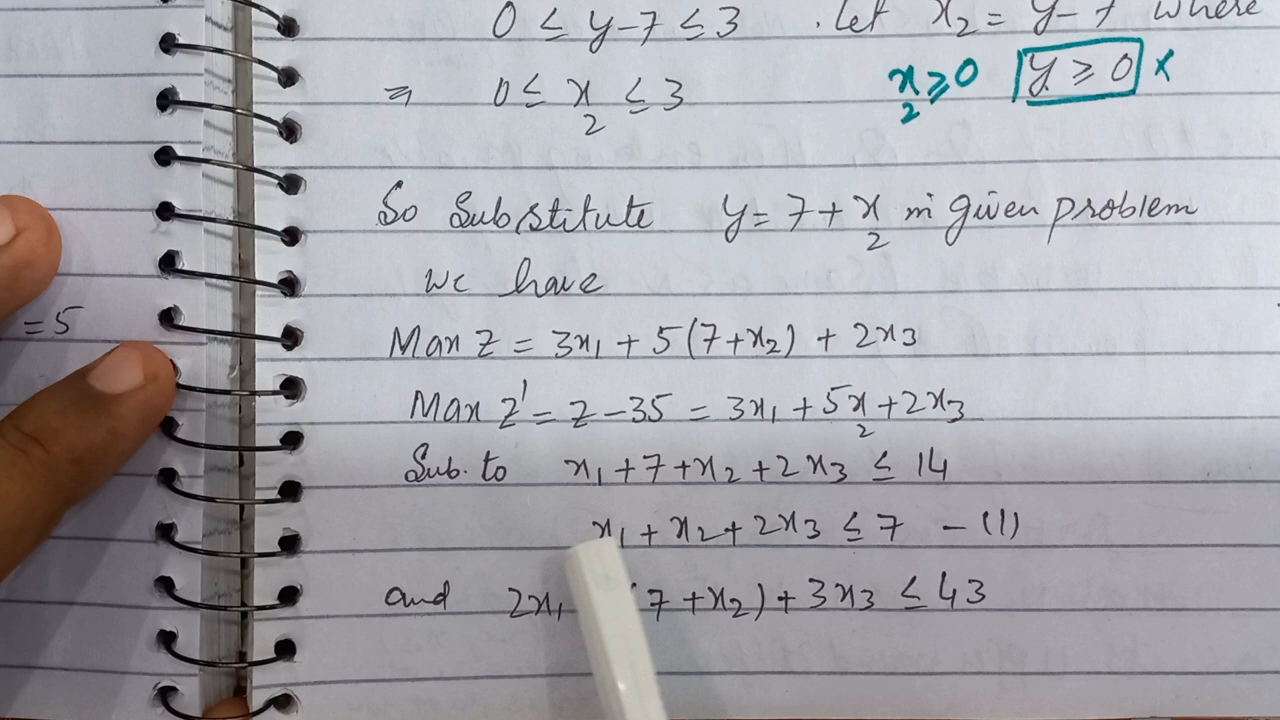 0 ≤ y-7 ≤ 3 . Let x₂ = y-7 where
⇒ 0 ≤ x₂ ≤ 3 x₂ ≥ 0 y ≥ 0 ×
So Substitute y = 7 + x₂ in given problem
we have
= 5
Max Z = 3x₁ + 5(7+x₂) + 2x₃
Max Z' = Z - 35 = 3x₁ + 5x₂ + 2x₃
Sub. to x₁ + 7 + x₂ + 2x₃ ≤ 14
x₁ + x₂ + 2x₃ ≤ 7 - (1)
and 2x₁ (7 + x₂) + 3x₃ ≤ 43